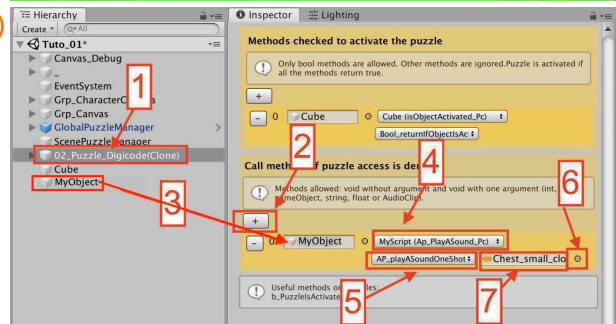 Hierarchy
Create
All
Tuto_01*
Canvas_Debug
_
EventSystem
Grp_CharacterC
Grp_Canvas
GlobalPuzzleManager
ScenePuzzleManager
02_Puzzle_Digicode(Clone)
Cube
MyObject
1
3
Inspector
Lighting
Methods checked to activate the puzzle
Only bool methods are allowed. Other methods are ignored.Puzzle is activated if
all the methods return true.
+
- 0 Cube Cube (isObjectActivated_Pc)
Bool_returnIfObjectIsAc
2
4
6
Call meth if puzzle access is de
Methods allowed: void without argument and void with one argument (int,
meObject, string, float or AudioClip).
+
- 0 MyObject MyScript (Ap_PlayASound_Pc)
AP_playASoundOneShot Chest_small_clo
5
7
Useful methods or les:
b_PuzzleIsActivate